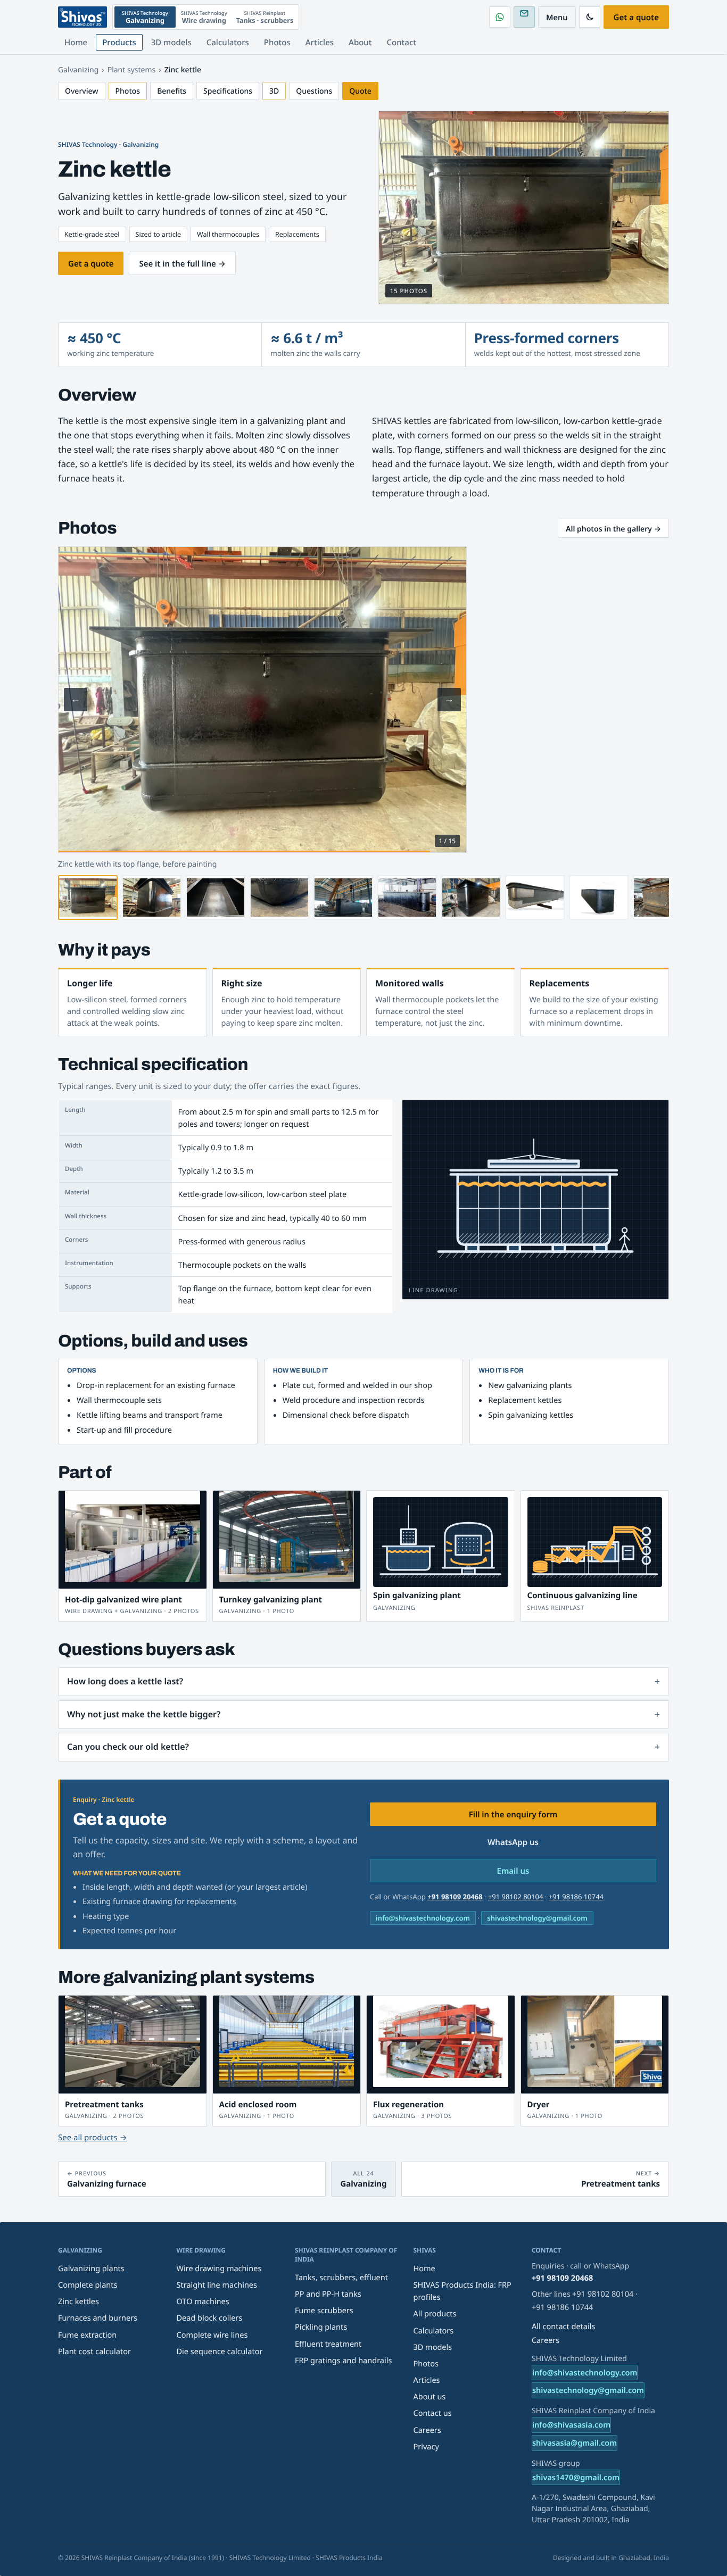 Shivas
TECHNOLOGY LTD
SHIVAS Technology
Galvanizing
SHIVAS Technology
Wire drawing
SHIVAS Reinplast
Tanks · scrubbers
Menu
Get a quote
Home
Products
3D models
Calculators
Photos
Articles
About
Contact
Galvanizing › Plant systems › Zinc kettle
Overview
Photos
Benefits
Specifications
3D
Questions
Quote
SHIVAS Technology · Galvanizing
Zinc kettle
Galvanizing kettles in kettle-grade low-silicon steel, sized to your
work and built to carry hundreds of tonnes of zinc at 450 °C.
Kettle-grade steel
Sized to article
Wall thermocouples
Replacements
Get a quote
See it in the full line →
15 PHOTOS
≈ 450 °C
working zinc temperature
≈ 6.6 t / m³
molten zinc the walls carry
Press-formed corners
welds kept out of the hottest, most stressed zone
Overview
The kettle is the most expensive single item in a galvanizing plant and
the one that stops everything when it fails. Molten zinc slowly dissolves
the steel wall; the rate rises sharply above about 480 °C on the inner
face, so a kettle's life is decided by its steel, its welds and how evenly the
furnace heats it.
SHIVAS kettles are fabricated from low-silicon, low-carbon kettle-grade
plate, with corners formed on our press so the welds sit in the straight
walls. Top flange, stiffeners and wall thickness are designed for the zinc
head and the furnace layout. We size length, width and depth from your
largest article, the dip cycle and the zinc mass needed to hold
temperature through a load.
Photos
All photos in the gallery →
←
→
1 / 15
Zinc kettle with its top flange, before painting
Why it pays
Longer life
Low-silicon steel, formed corners
and controlled welding slow zinc
attack at the weak points.
Right size
Enough zinc to hold temperature
under your heaviest load, without
paying to keep spare zinc molten.
Monitored walls
Wall thermocouple pockets let the
furnace control the steel
temperature, not just the zinc.
Replacements
We build to the size of your existing
furnace so a replacement drops in
with minimum downtime.
Technical specification
Typical ranges. Every unit is sized to your duty; the offer carries the exact figures.
Length
From about 2.5 m for spin and small parts to 12.5 m for
poles and towers; longer on request
Width
Typically 0.9 to 1.8 m
Depth
Typically 1.2 to 3.5 m
Material
Kettle-grade low-silicon, low-carbon steel plate
Wall thickness
Chosen for size and zinc head, typically 40 to 60 mm
Corners
Press-formed with generous radius
Instrumentation
Thermocouple pockets on the walls
Supports
Top flange on the furnace, bottom kept clear for even
heat
LINE DRAWING
Options, build and uses
OPTIONS
• Drop-in replacement for an existing furnace
• Wall thermocouple sets
• Kettle lifting beams and transport frame
• Start-up and fill procedure
HOW WE BUILD IT
• Plate cut, formed and welded in our shop
• Weld procedure and inspection records
• Dimensional check before dispatch
WHO IT IS FOR
• New galvanizing plants
• Replacement kettles
• Spin galvanizing kettles
Part of
Hot-dip galvanized wire plant
WIRE DRAWING + GALVANIZING · 2 PHOTOS
Turnkey galvanizing plant
GALVANIZING · 1 PHOTO
Spin galvanizing plant
GALVANIZING
Continuous galvanizing line
SHIVAS REINPLAST
Questions buyers ask
How long does a kettle last?
+
Why not just make the kettle bigger?
+
Can you check our old kettle?
+
Enquiry · Zinc kettle
Get a quote
Tell us the capacity, sizes and site. We reply with a scheme, a layout and
an offer.
WHAT WE NEED FOR YOUR QUOTE
• Inside length, width and depth wanted (or your largest article)
• Existing furnace drawing for replacements
• Heating type
• Expected tonnes per hour
Fill in the enquiry form
WhatsApp us
Email us
Call or WhatsApp +91 98109 20468 · +91 98102 80104 · +91 98186 10744
info@shivastechnology.com · shivastechnology@gmail.com
More galvanizing plant systems
Pretreatment tanks
GALVANIZING · 2 PHOTOS
Acid enclosed room
GALVANIZING · 1 PHOTO
Flux regeneration
GALVANIZING · 3 PHOTOS
Shivas
Dryer
GALVANIZING · 1 PHOTO
See all products →
← PREVIOUS
Galvanizing furnace
ALL 24
Galvanizing
NEXT →
Pretreatment tanks
GALVANIZING
Galvanizing plants
Complete plants
Zinc kettles
Furnaces and burners
Fume extraction
Plant cost calculator
WIRE DRAWING
Wire drawing machines
Straight line machines
OTO machines
Dead block coilers
Complete wire lines
Die sequence calculator
SHIVAS REINPLAST COMPANY OF
INDIA
Tanks, scrubbers, effluent
PP and PP-H tanks
Fume scrubbers
Pickling plants
Effluent treatment
FRP gratings and handrails
SHIVAS
Home
SHIVAS Products India: FRP
profiles
All products
Calculators
3D models
Photos
Articles
About us
Contact us
Careers
Privacy
CONTACT
Enquiries · call or WhatsApp
+91 98109 20468
Other lines +91 98102 80104 ·
+91 98186 10744
All contact details
Careers
SHIVAS Technology Limited
info@shivastechnology.com
shivastechnology@gmail.com
SHIVAS Reinplast Company of India
info@shivasasia.com
shivasasia@gmail.com
SHIVAS group
shivas1470@gmail.com
A-1/270, Swadeshi Compound, Kavi
Nagar Industrial Area, Ghaziabad,
Uttar Pradesh 201002, India
© 2026 SHIVAS Reinplast Company of India (since 1991) · SHIVAS Technology Limited · SHIVAS Products India
Designed and built in Ghaziabad, India